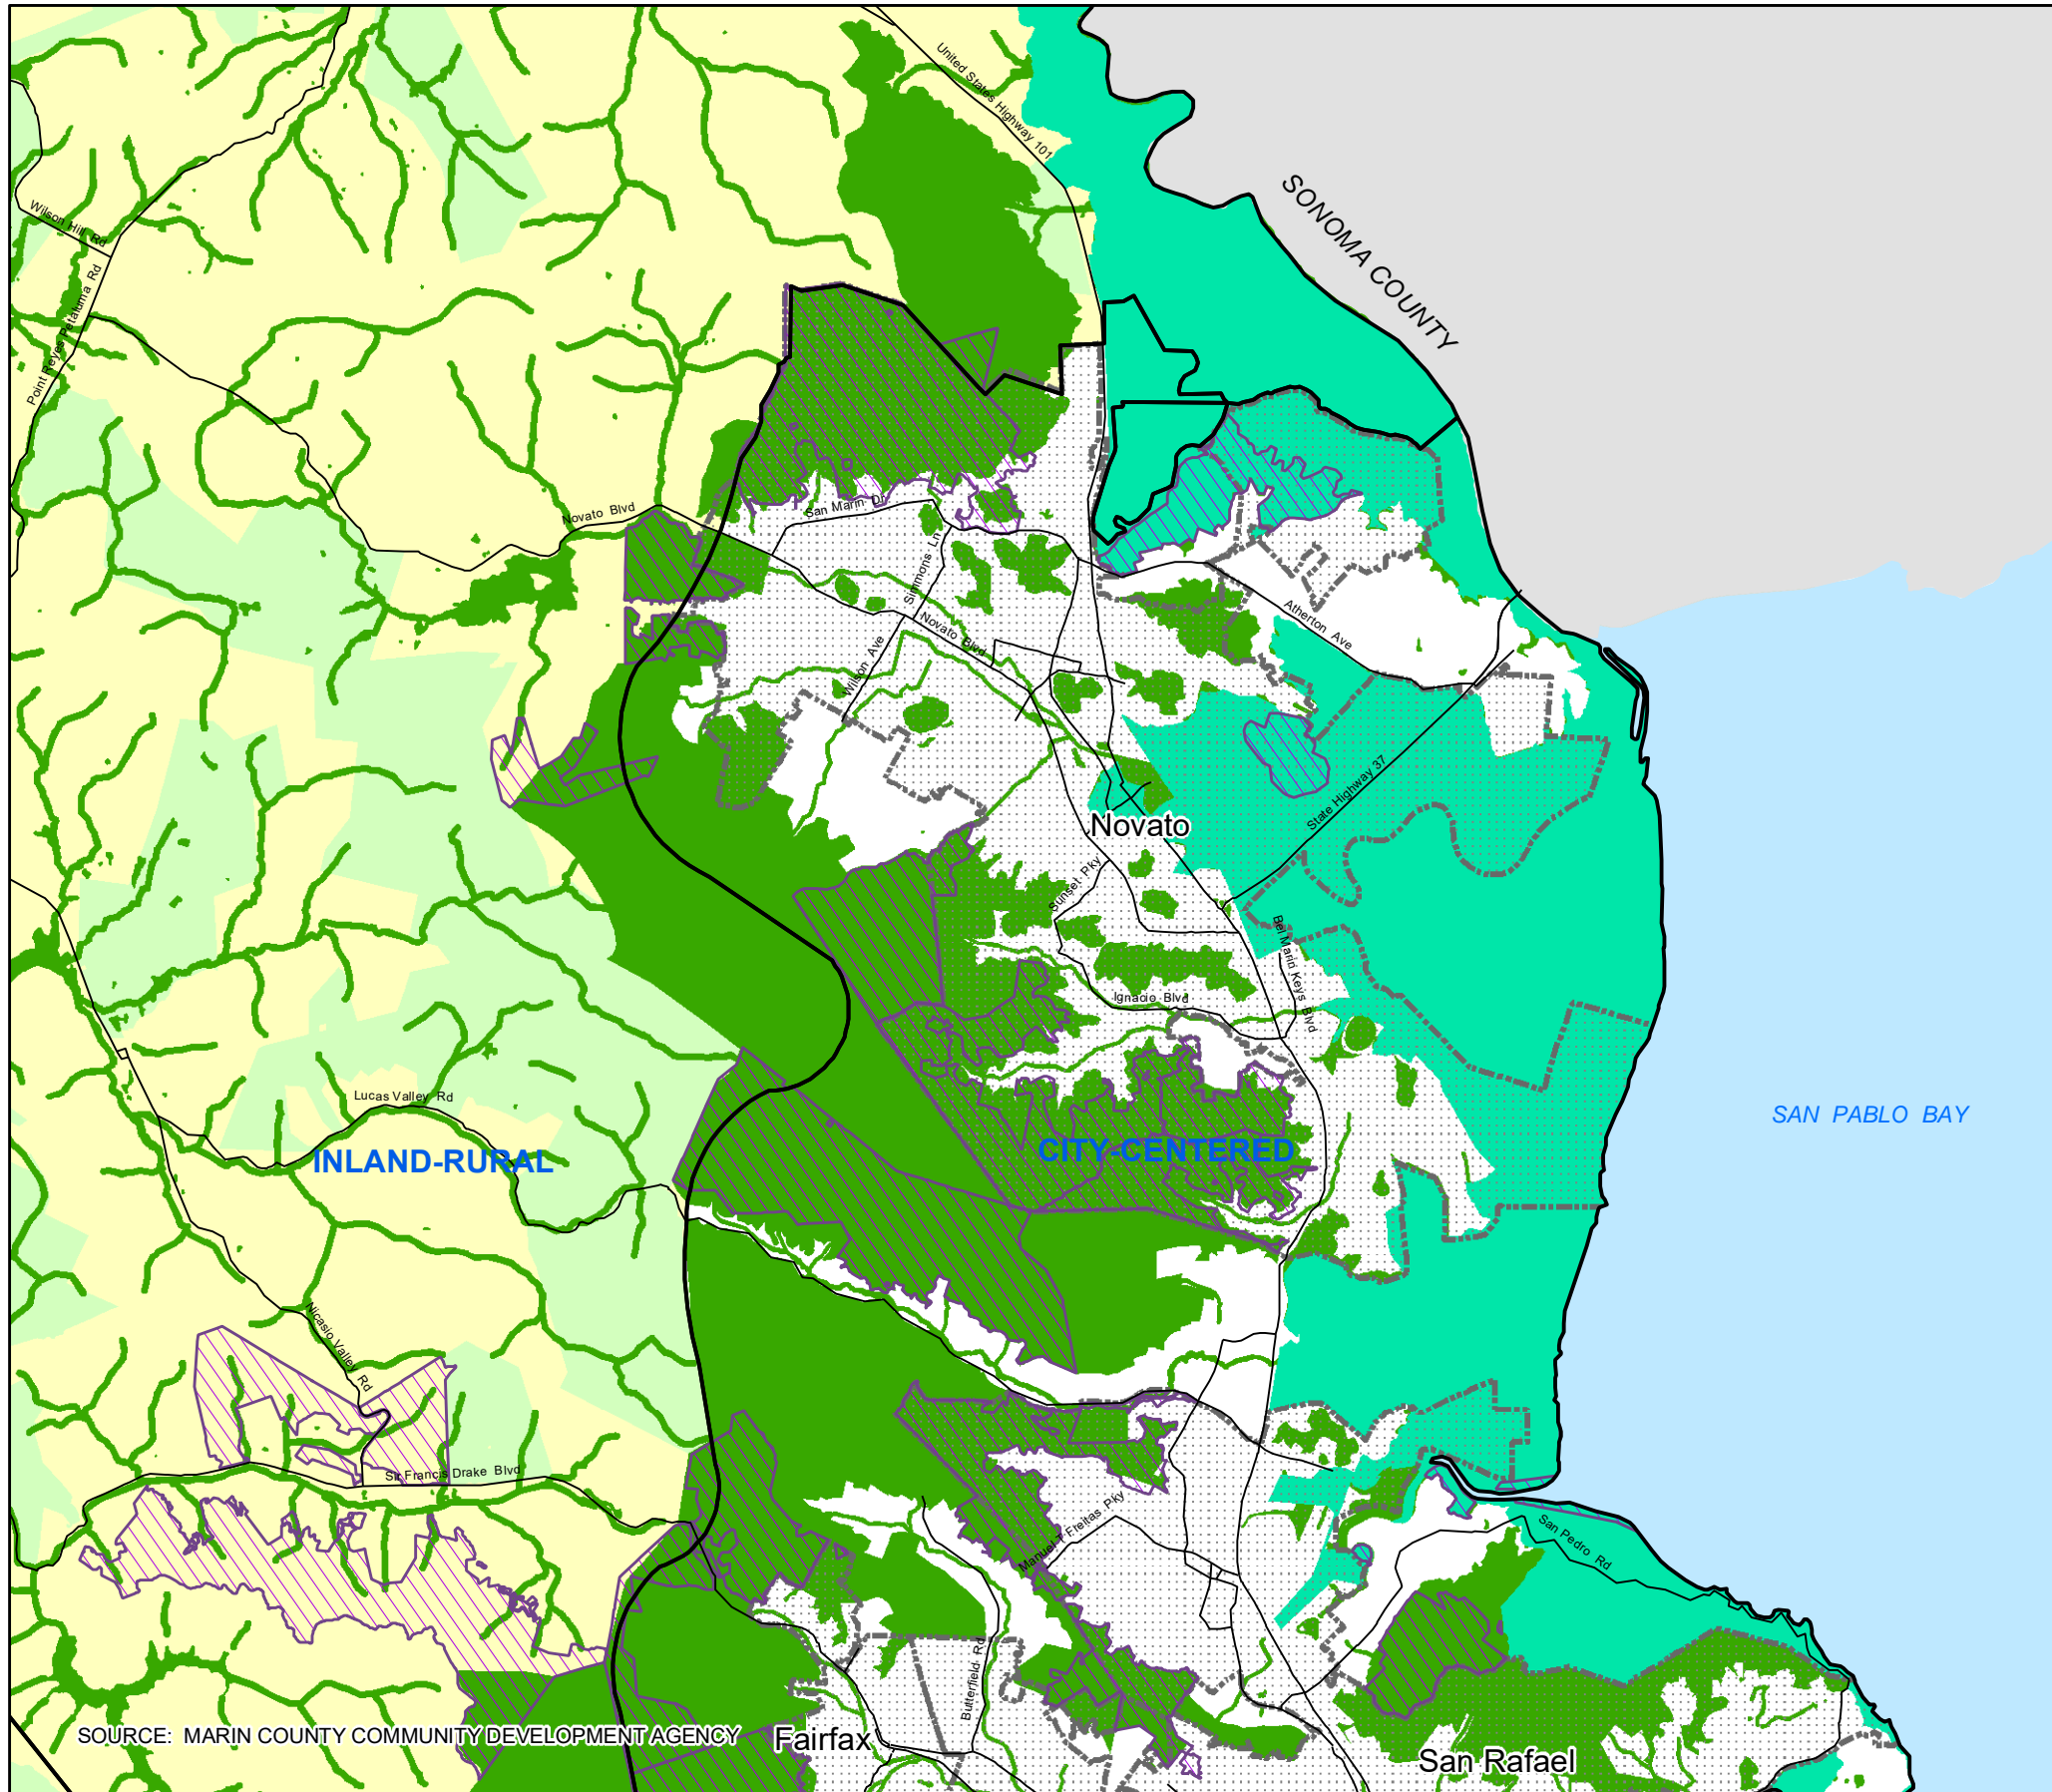 United States Highway 101
SONOMA COUNTY
Wilson Hill Rd
Point Reyes Petaluma Rd
Novato Blvd
San Marin Dr
Simmons Ln
Atherton Ave
Novato Blvd
Wilson Ave
State Highway 37
Novato
Sunset Pky
Bel Marin Keys Blvd
Ignacio Blvd
Lucas Valley Rd
SAN PABLO BAY
INLAND-RURAL
CITY-CENTERED
Nicasio Valley Rd
Sir Francis Drake Blvd
Manuel T Freitas Pky
San Pedro Rd
Butterfield Rd
SOURCE: MARIN COUNTY COMMUNITY DEVELOPMENT AGENCY
Fairfax
San Rafael